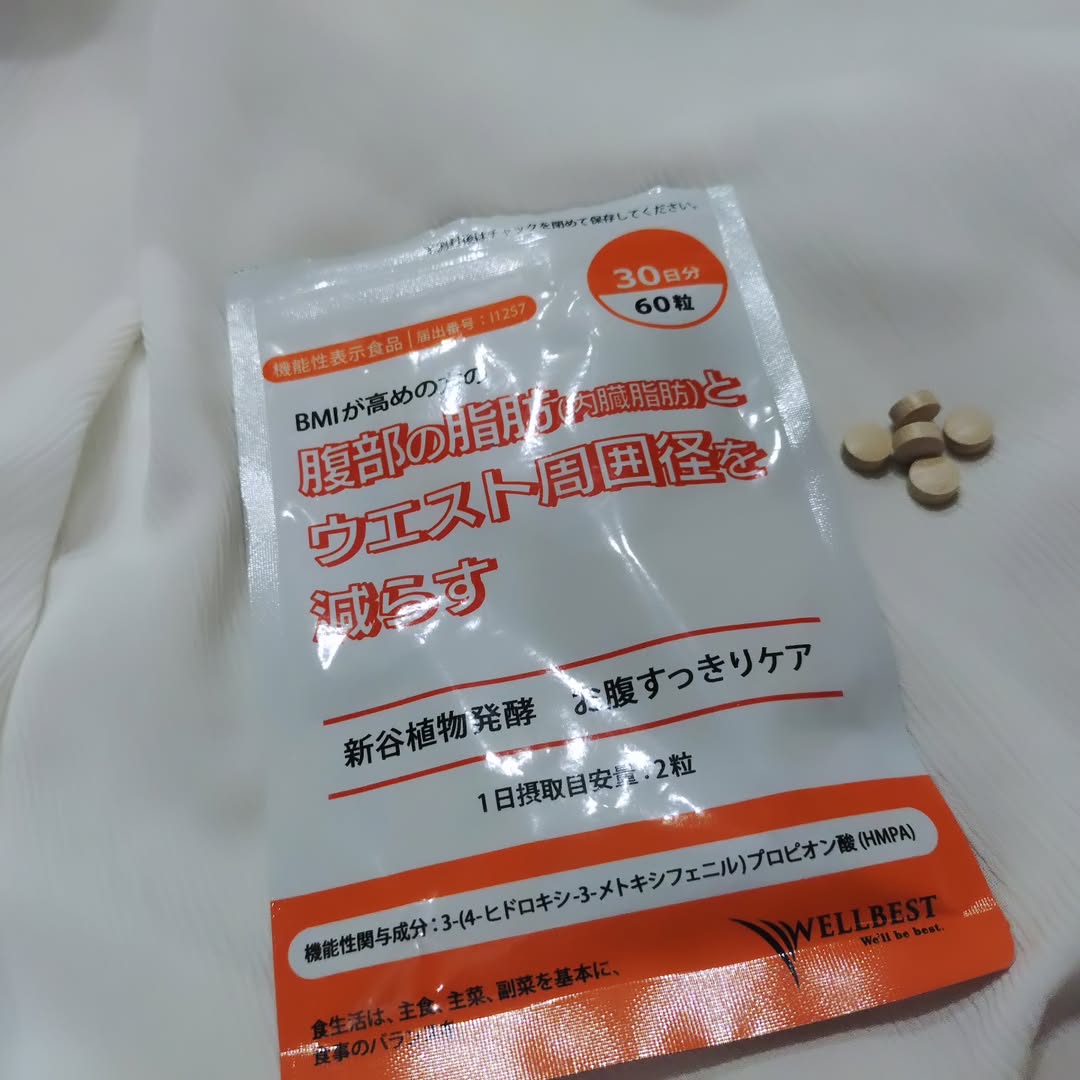 はチャックを閉めて保存してください。
30日分
60粒
機能性表示食品 届出番号：I1257
BMIが高めの方の
腹部の脂肪(内臓脂肪)と
ウエスト周囲径を
減らす
新谷植物発酵 お腹すっきりケア
1日摂取目安量：2粒
機能性関与成分：3-(4-ヒドロキシ-3-メトキシフェニル)プロピオン酸(HMPA)
WELLBEST
We'll be best.
食生活は、主食、主菜、副菜を基本に、
食事のバランスを